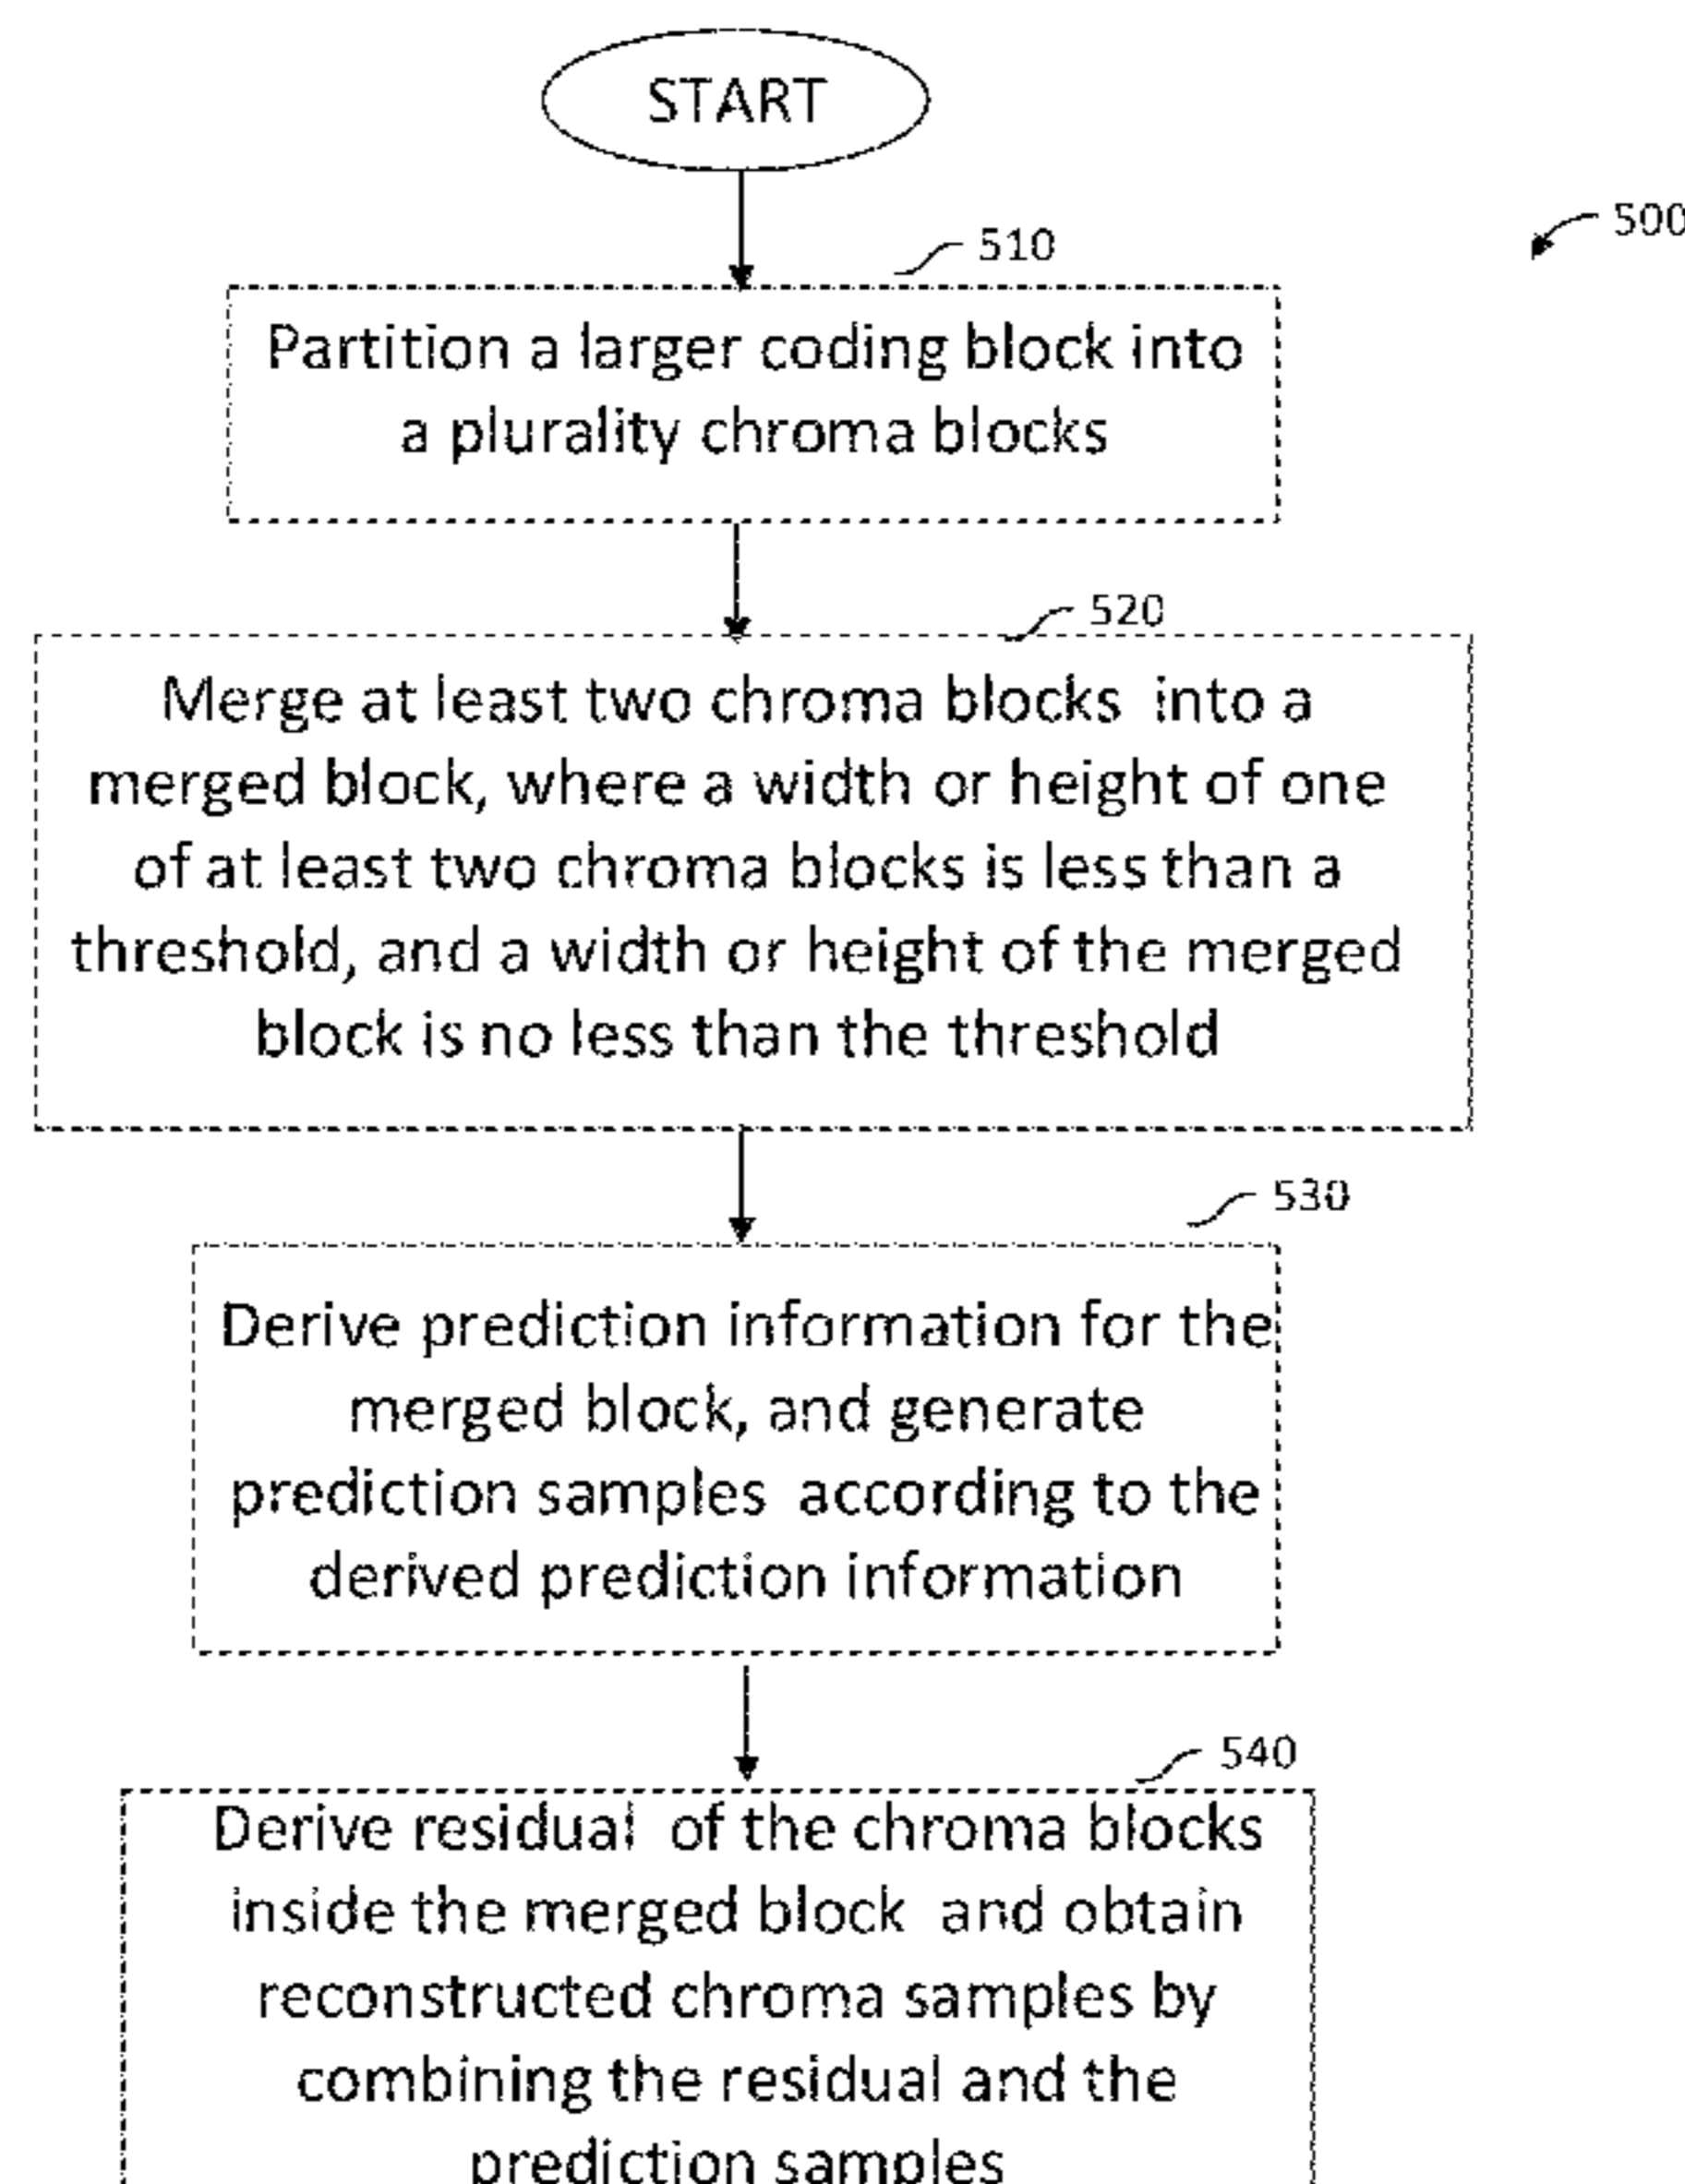 START
500
510
Partition a larger coding block into
a plurality chroma blocks
520
Merge at least two chroma blocks into a
merged block, where a width or height of one
of at least two chroma blocks is less than a
threshold, and a width or height of the merged
block is no less than the threshold
530
Derive prediction information for the
merged block, and generate
prediction samples according to the
derived prediction information
540
Derive residual of the chroma blocks
inside the merged block and obtain
reconstructed chroma samples by
combining the residual and the
prediction samples